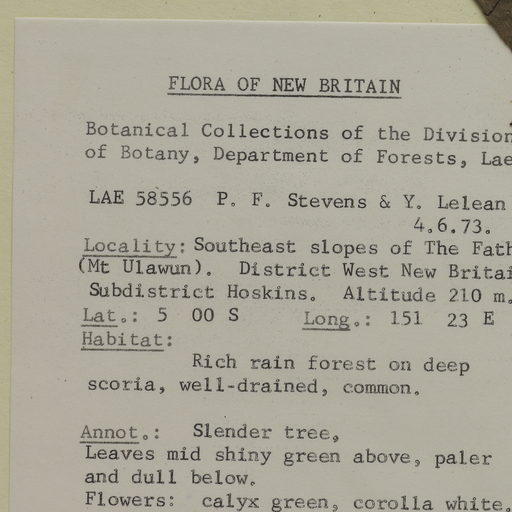 FLORA OF NEW BRITAIN
Botanical Collections of the Division
of Botany, Department of Forests, Lae
LAE 58556 P. F. Stevens & Y. Lelean
4.6.73.
Locality: Southeast slopes of The Fath
(Mt Ulawun). District West New Britai
Subdistrict Hoskins. Altitude 210 m.
Lat.: 5 00 S Long.: 151 23 E
Habitat:
Rich rain forest on deep
scoria, well-drained, common.
Annot.: Slender tree,
Leaves mid shiny green above, paler
and dull below.
Flowers: calyx green, corolla white,